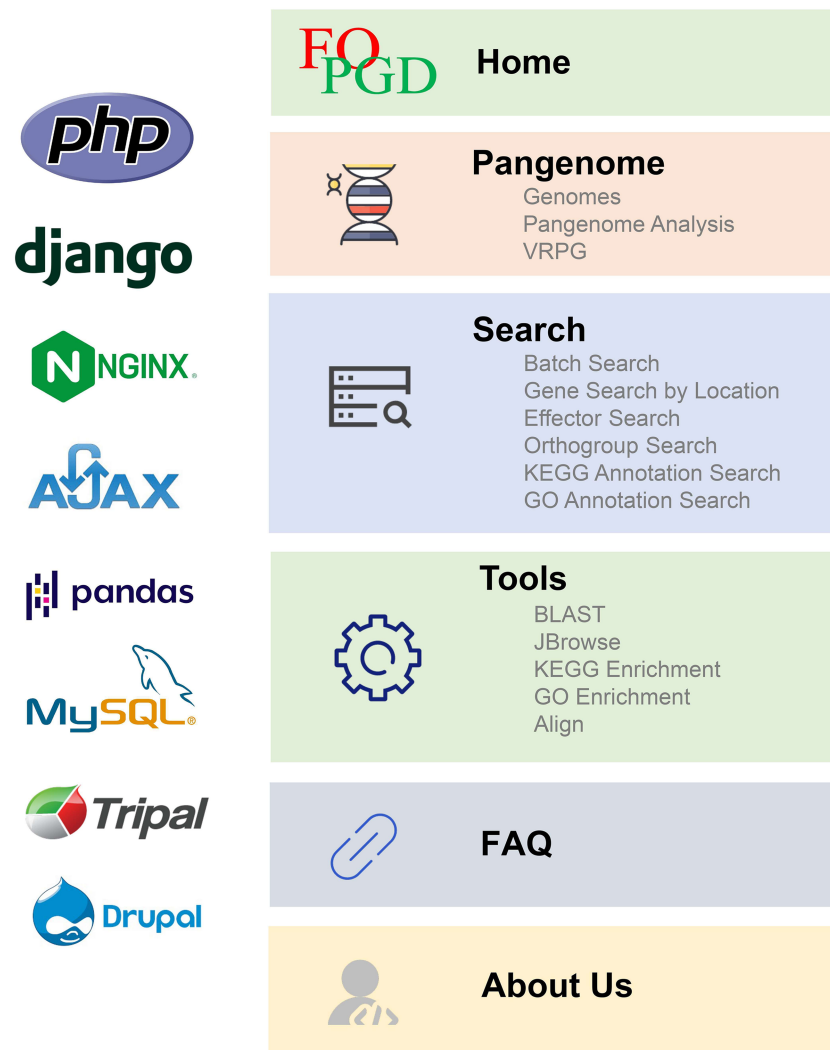 php
django
NGINX®
AJAX
pandas
MySQL®
Tripal
Drupal
FO
PGD
Home
Pangenome
Genomes
Pangenome Analysis
VRPG
Search
Batch Search
Gene Search by Location
Effector Search
Orthogroup Search
KEGG Annotation Search
GO Annotation Search
Tools
BLAST
JBrowse
KEGG Enrichment
GO Enrichment
Align
FAQ
About Us